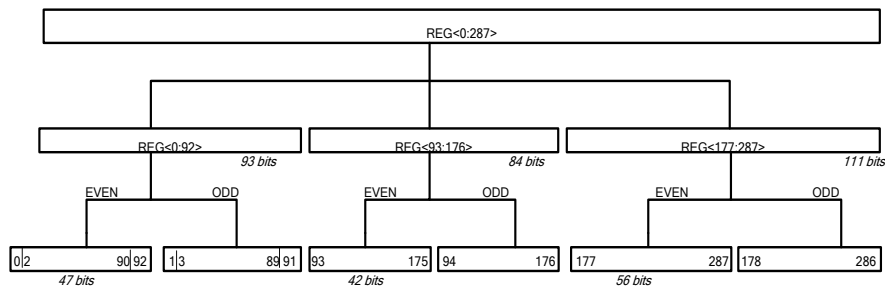 REG<0:287>
REG<0:92> REG<93:176> REG<177:287>
93 bits 84 bits 111 bits
EVEN ODD EVEN ODD EVEN ODD
0 2 90 92 1 3 89 91 93 175 94 176 177 287 178 286
47 bits 42 bits 56 bits